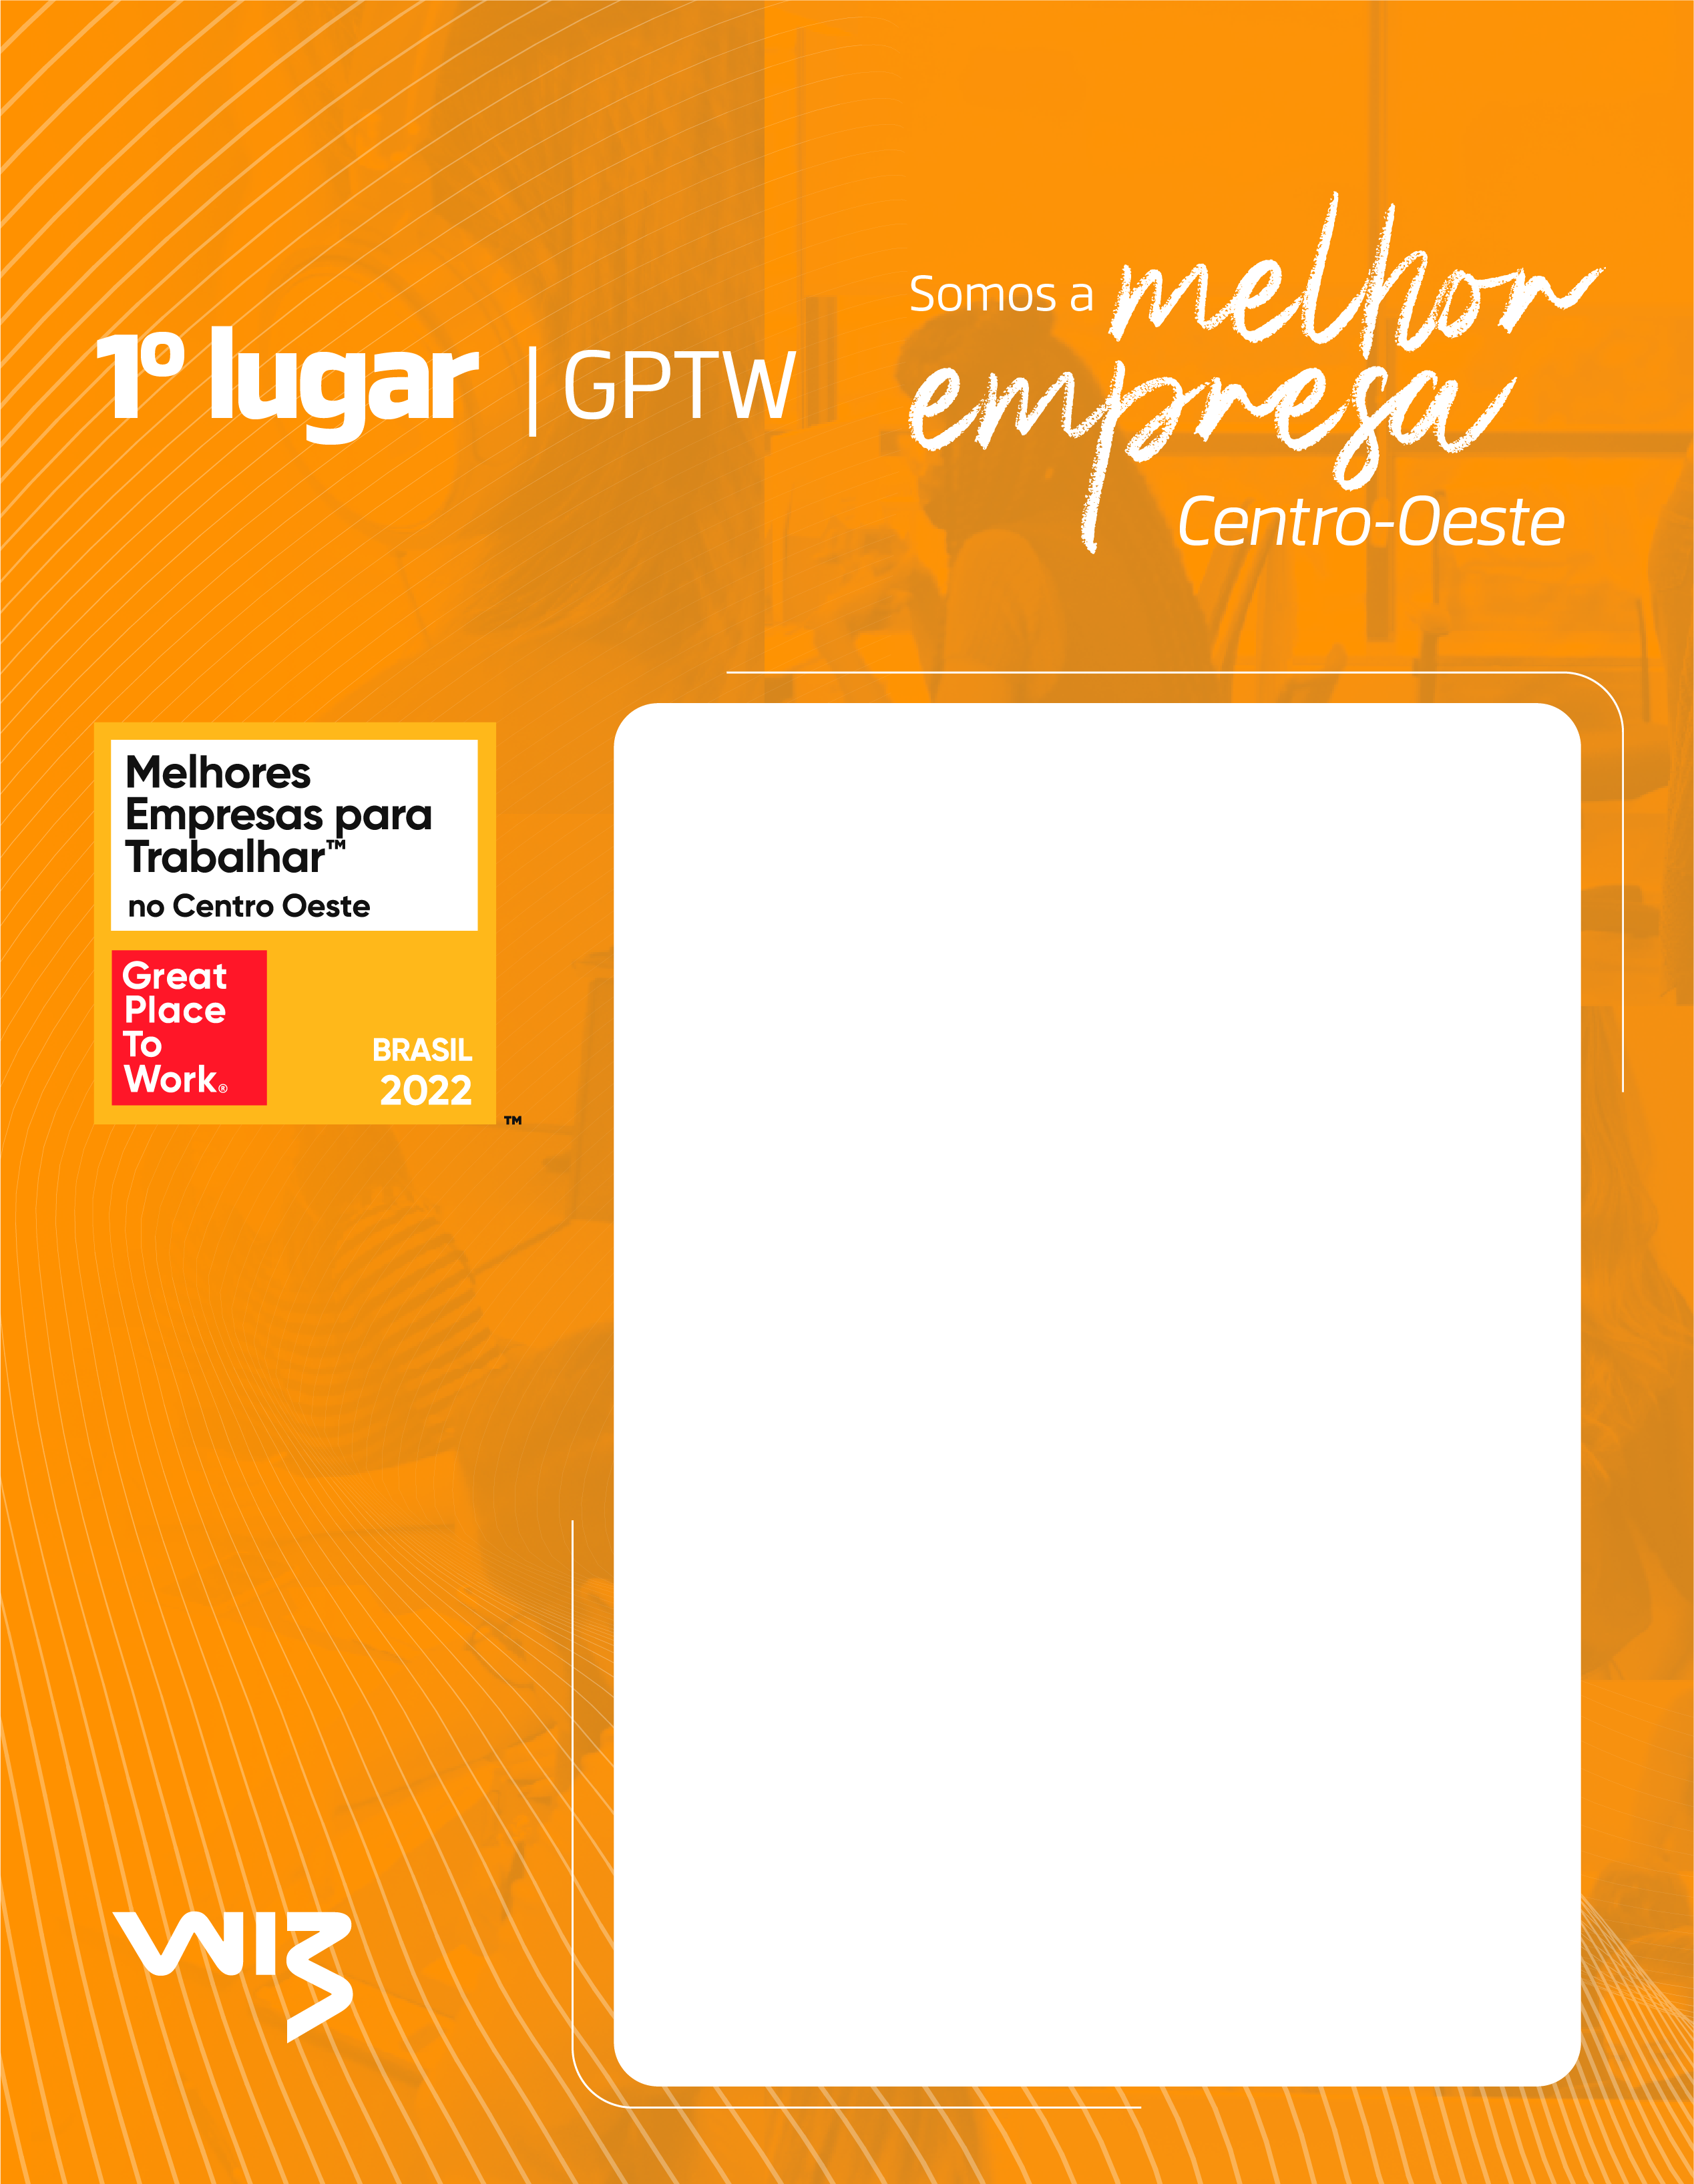 1º lugar | GPTW
Somos a melhor
empresa
Centro-Oeste
Melhores
Empresas para
Trabalhar™
no Centro Oeste
Great
Place
To
Work®
BRASIL
2022
™
WIZ